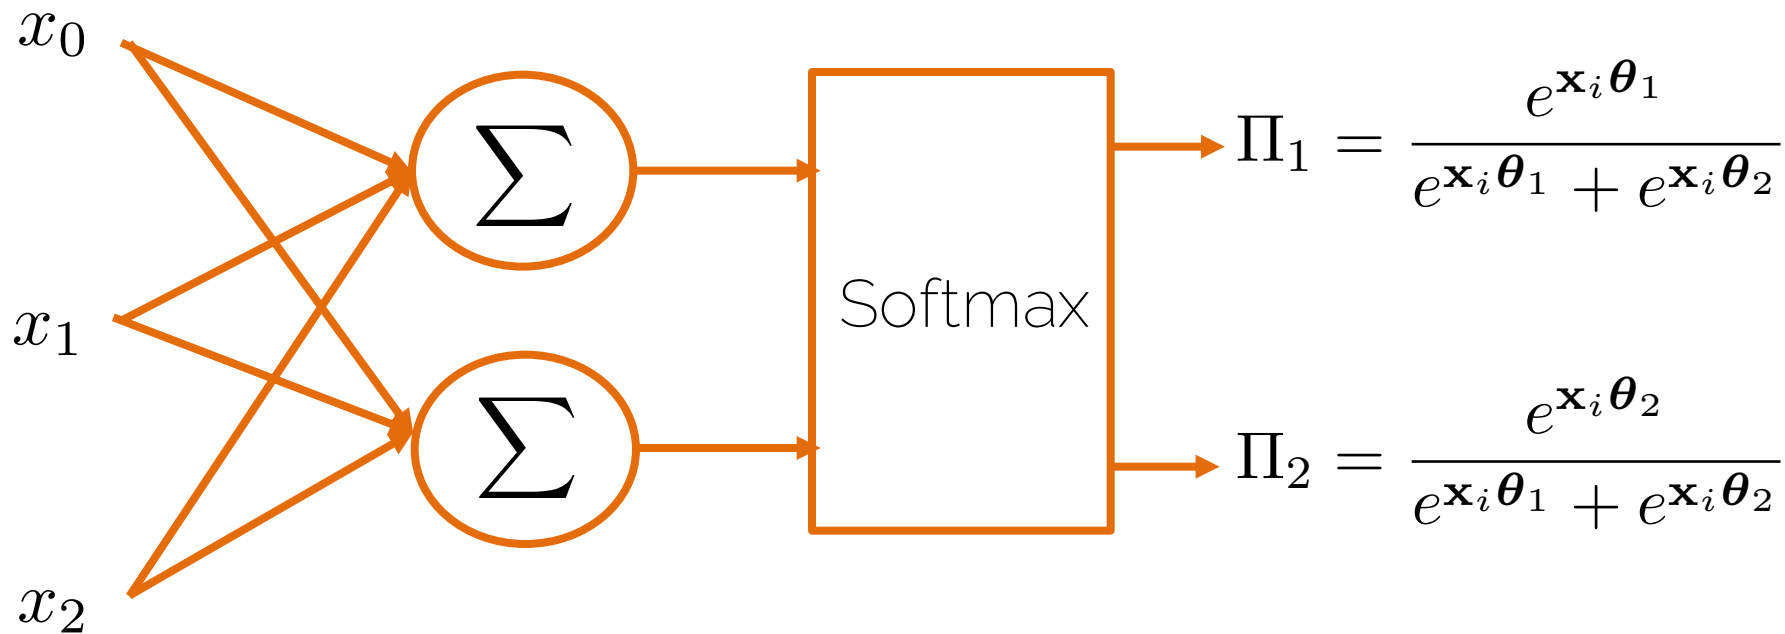 x₀
∑
Π₁ = e^{𝐱ᵢ𝜽₁} / (e^{𝐱ᵢ𝜽₁} + e^{𝐱ᵢ𝜽₂})
x₁
Softmax
∑
Π₂ = e^{𝐱ᵢ𝜽₂} / (e^{𝐱ᵢ𝜽₁} + e^{𝐱ᵢ𝜽₂})
x₂